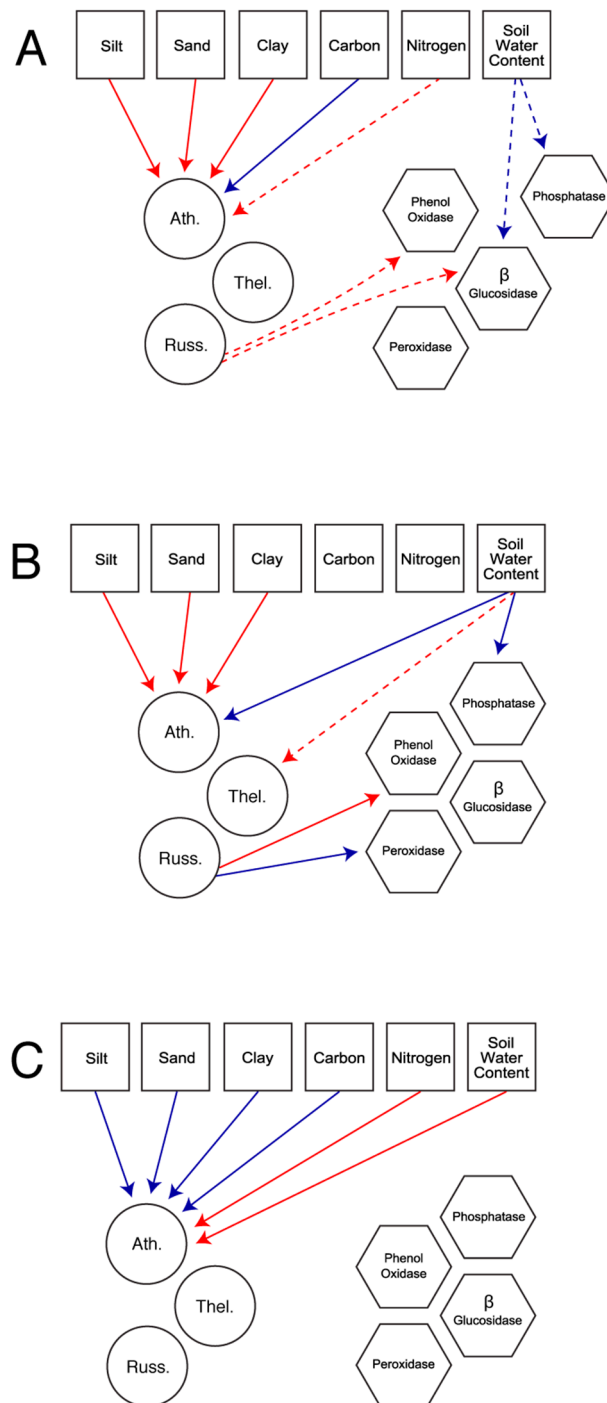 A
Silt
Sand
Clay
Carbon
Nitrogen
Soil
Water
Content
Ath.
Thel.
Russ.
Phenol
Oxidase
Phosphatase
β
Glucosidase
Peroxidase
B
Silt
Sand
Clay
Carbon
Nitrogen
Soil
Water
Content
Ath.
Thel.
Russ.
Phosphatase
Phenol
Oxidase
β
Glucosidase
Peroxidase
C
Silt
Sand
Clay
Carbon
Nitrogen
Soil
Water
Content
Ath.
Thel.
Russ.
Phosphatase
Phenol
Oxidase
β
Glucosidase
Peroxidase